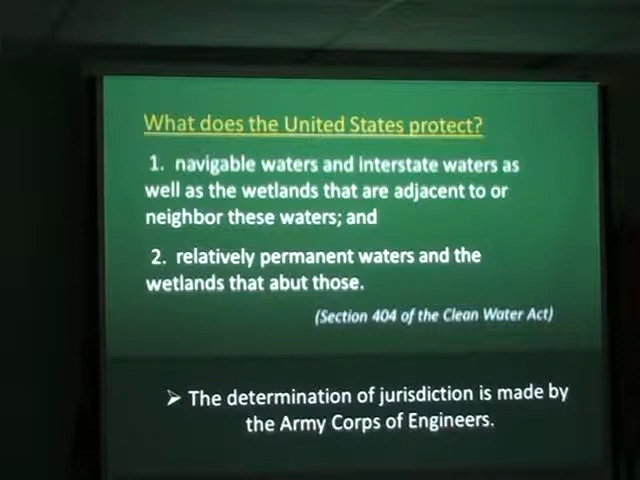 What does the United States protect?
1. navigable waters and interstate waters as
well as the wetlands that are adjacent to or
neighbor these waters; and
2. relatively permanent waters and the
wetlands that abut those.
(Section 404 of the Clean Water Act)
➢ The determination of jurisdiction is made by
the Army Corps of Engineers.